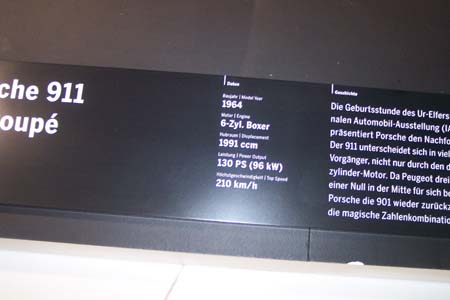 che 911
oupé
Daten
Baujahr | Model Year
1964
Motor | Engine
6-Zyl. Boxer
Hubraum | Displacement
1991 ccm
Leistung | Power Output
130 PS (96 kW)
Höchstgeschwindigkeit | Top Speed
210 km/h
Geschichte
Die Geburtsstunde des Ur-Elfers
nalen Automobil-Ausstellung (IA
präsentiert Porsche den Nachfo
Der 911 unterscheidet sich in viel
Vorgänger, nicht nur durch den d
zylinder-Motor. Da Peugeot drei
einer Null in der Mitte für sich be
Porsche die 901 wieder zurückz
die magische Zahlenkombination